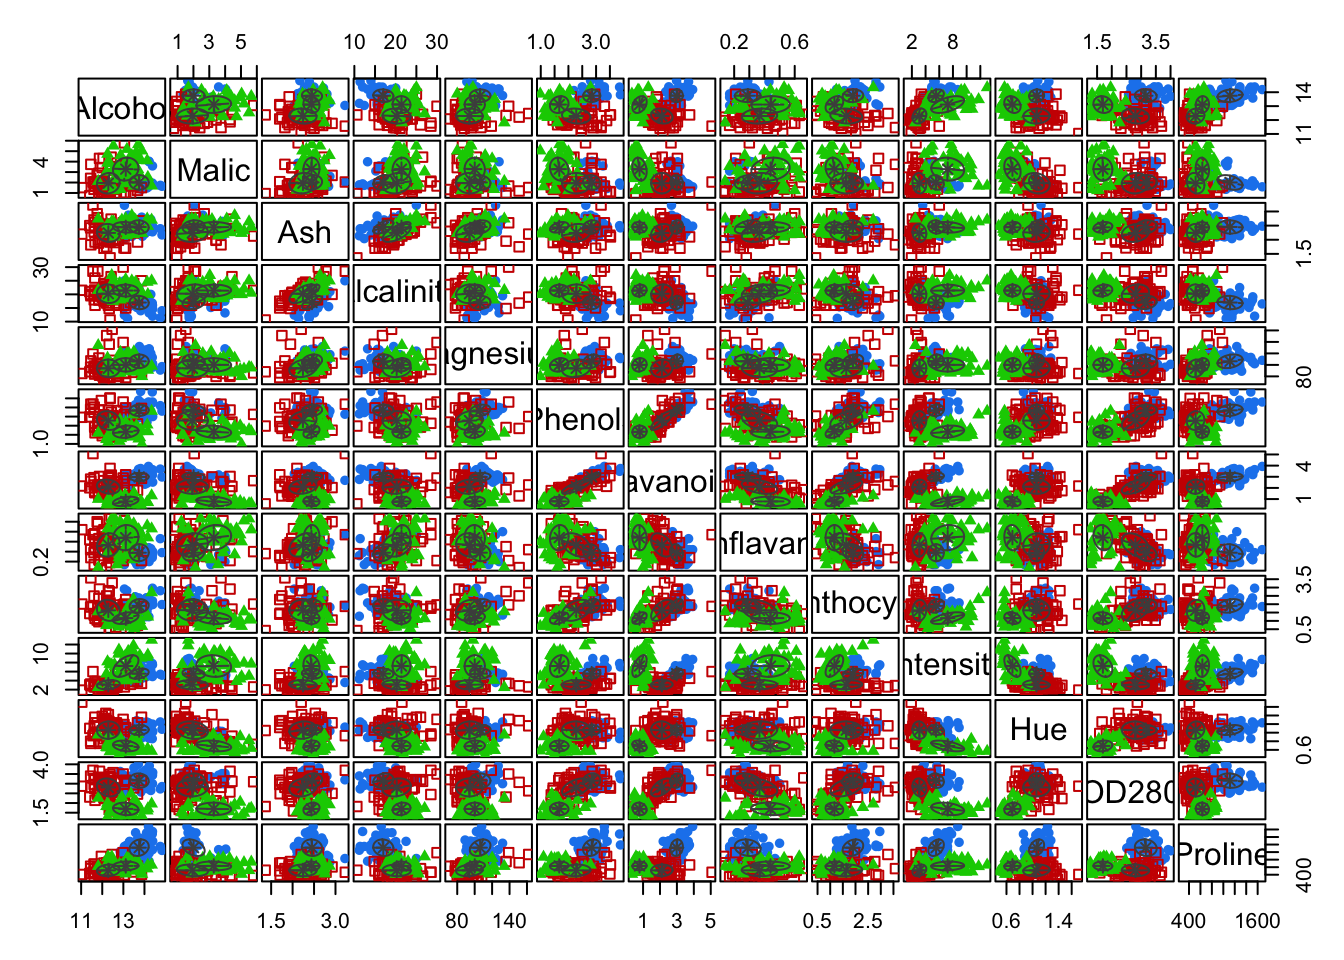 1 3 5 10 20 30 1.0 3.0 0.2 0.6 2 8 1.5 3.5
Alcoho 11 14
1 4 Malic
Ash 1.5
10 30 lcalinit
gnesiu 80
1.0 Phenol
avanoi 1 4
0.2 nflavan
nthocy 0.5 3.5
2 10 ntensit
Hue 0.6
1.5 4.0 OD280
Proline 400
11 13 1.5 3.0 80 140 1 3 5 0.5 2.5 0.6 1.4 400 1600